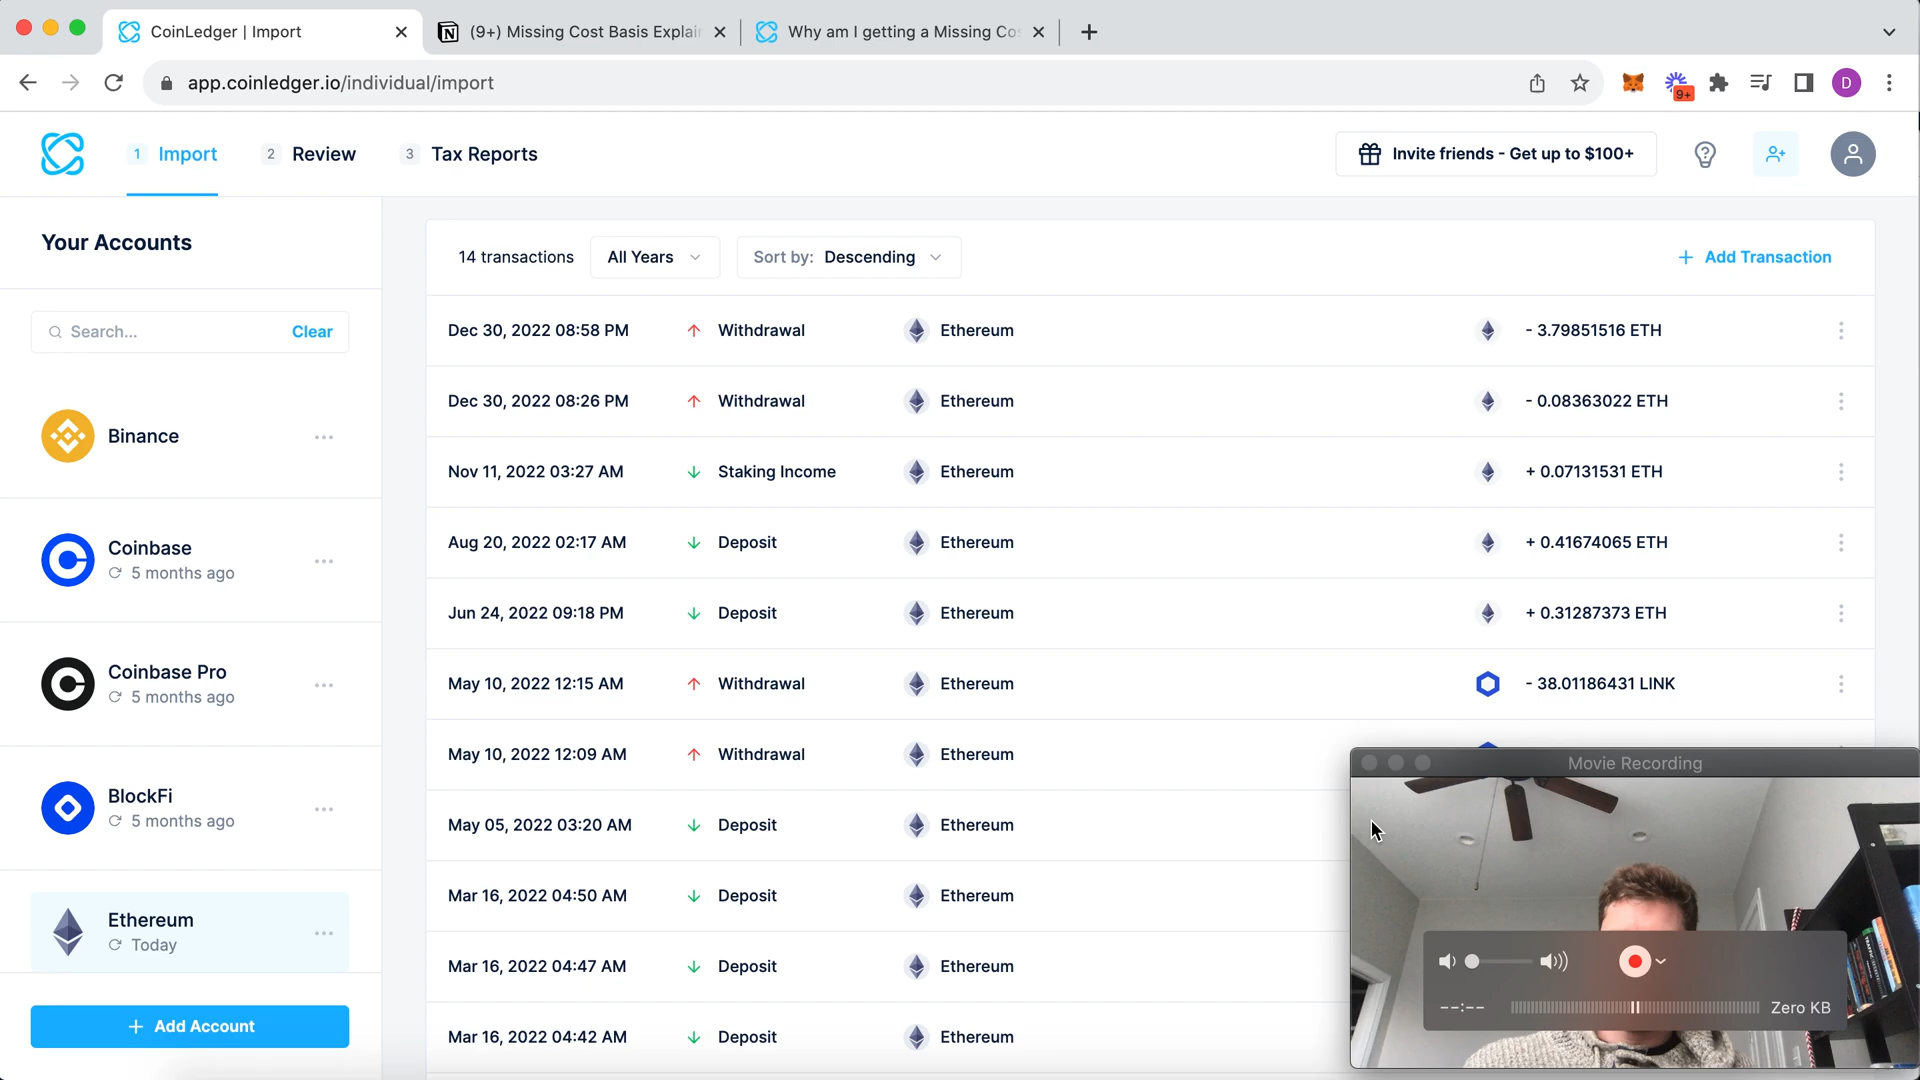 CoinLedger | Import
(9+) Missing Cost Basis Explai
Why am I getting a Missing Co
app.coinledger.io/individual/import
9+
D
1 Import
2 Review
3 Tax Reports
Invite friends - Get up to $100+
Your Accounts
Search...
Clear
Binance
Coinbase
5 months ago
Coinbase Pro
5 months ago
BlockFi
5 months ago
Ethereum
Today
+ Add Account
14 transactions
All Years
Sort by: Descending
+ Add Transaction
Dec 30, 2022 08:58 PM Withdrawal Ethereum - 3.79851516 ETH
Dec 30, 2022 08:26 PM Withdrawal Ethereum - 0.08363022 ETH
Nov 11, 2022 03:27 AM Staking Income Ethereum + 0.07131531 ETH
Aug 20, 2022 02:17 AM Deposit Ethereum + 0.41674065 ETH
Jun 24, 2022 09:18 PM Deposit Ethereum + 0.31287373 ETH
May 10, 2022 12:15 AM Withdrawal Ethereum - 38.01186431 LINK
May 10, 2022 12:09 AM Withdrawal Ethereum
May 05, 2022 03:20 AM Deposit Ethereum
Mar 16, 2022 04:50 AM Deposit Ethereum
Mar 16, 2022 04:47 AM Deposit Ethereum
Mar 16, 2022 04:42 AM Deposit Ethereum
Movie Recording
--:--
Zero KB